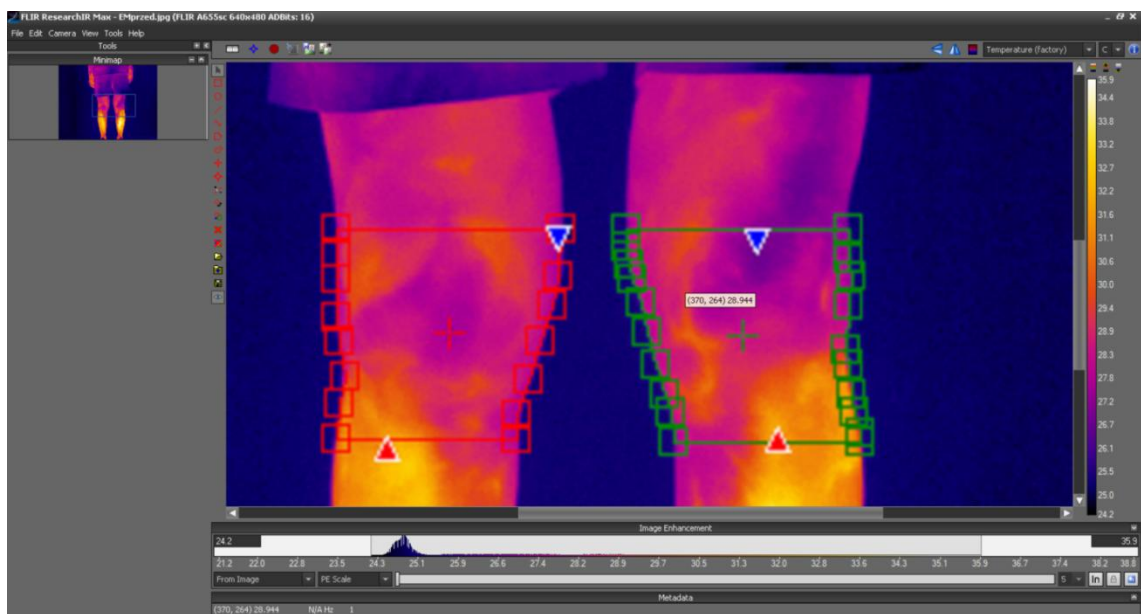 FLIR ResearchIR Max - EMprzed.jpg (FLIR A655sc 640x480 ADBits: 16)
File Edit Camera View Tools Help
Tools
Temperature (factory) C
Minimap
35.9
34.4
33.8
33.2
32.7
32.2
31.6
31.1
30.6
30.0
29.4
28.9
28.3
27.8
27.2
26.7
26.1
25.5
25.0
24.2
(370, 264) 28.944
Image Enhancement
24.2 35.9
21.2 22.0 22.8 23.5 24.3 25.1 25.9 26.6 27.4 28.2 29.0 29.7 30.5 31.3 32.0 32.8 33.6 34.3 35.1 35.9 36.7 37.4 38.2 38.8
From Image PE Scale 5 In
Metadata
(370, 264) 28.944 N/A Hz 1